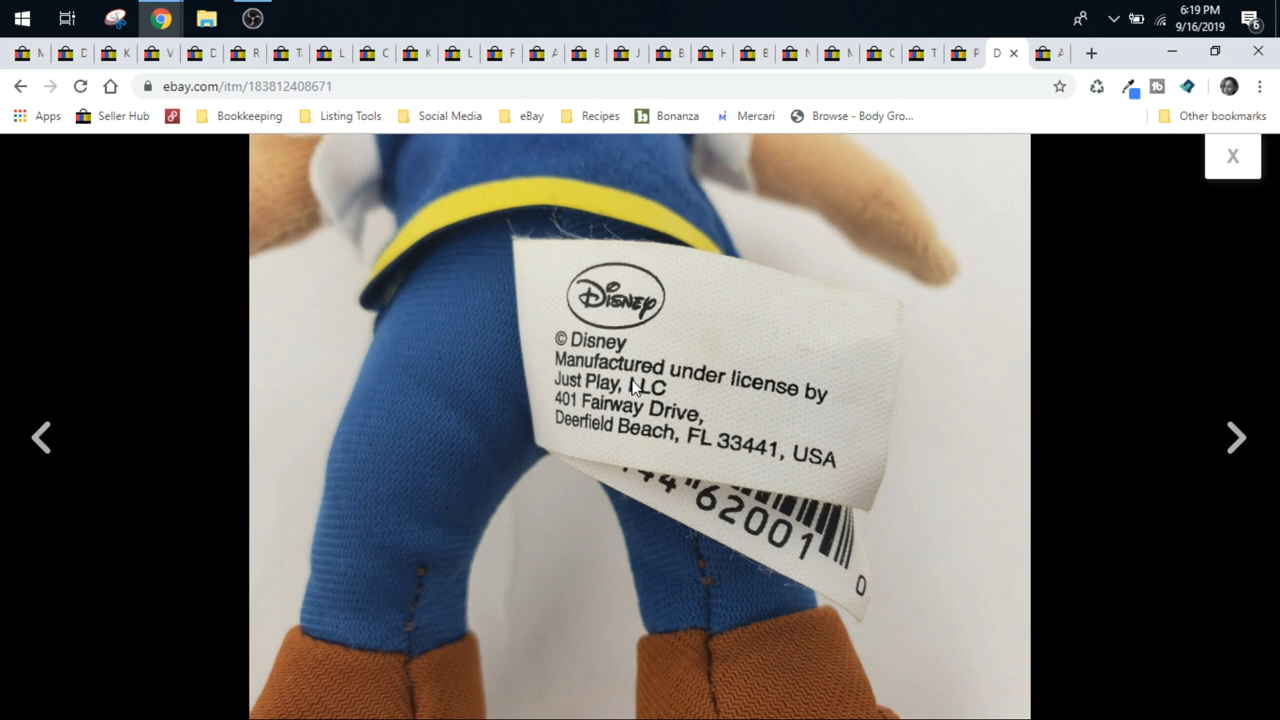 6:19 PM
9/16/2019
6
M D K V D R T L C K L F A B J B H B N M C T P D A
ebay.com/itm/183812408671
Apps Seller Hub Bookkeeping Listing Tools Social Media eBay Recipes Bonanza Mercari Browse - Body Gro... Other bookmarks
X
Disney
© Disney
Manufactured under license by
Just Play, LLC
401 Fairway Drive,
Deerfield Beach, FL 33441, USA
44 62001
0